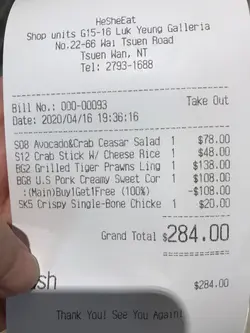 HeSheEat
Shop units G15-16 Luk Yeung Galleria
No.22-66 Wai Tsuen Road
Tsuen Wan, NT
Tel: 2793-1688
Bill No.: 000-00093 Take Out
Date: 2020/04/16 19:36:16
S08 Avocado&Crab Ceasar Salad 1 $78.00
S12 Crab Stick W/ Cheese Rice 1 $48.00
BG2 Grilled Tiger Prawns Ling 1 $138.00
BG8 U.S Pork Creamy Sweet Cor 1 $108.00
:(Main)Buy1Get1Free (100%) -$108.00
SK5 Crispy Single-Bone Chicke 1 $20.00
Grand Total $284.00
sh $284.00
Thank You! See You Again!